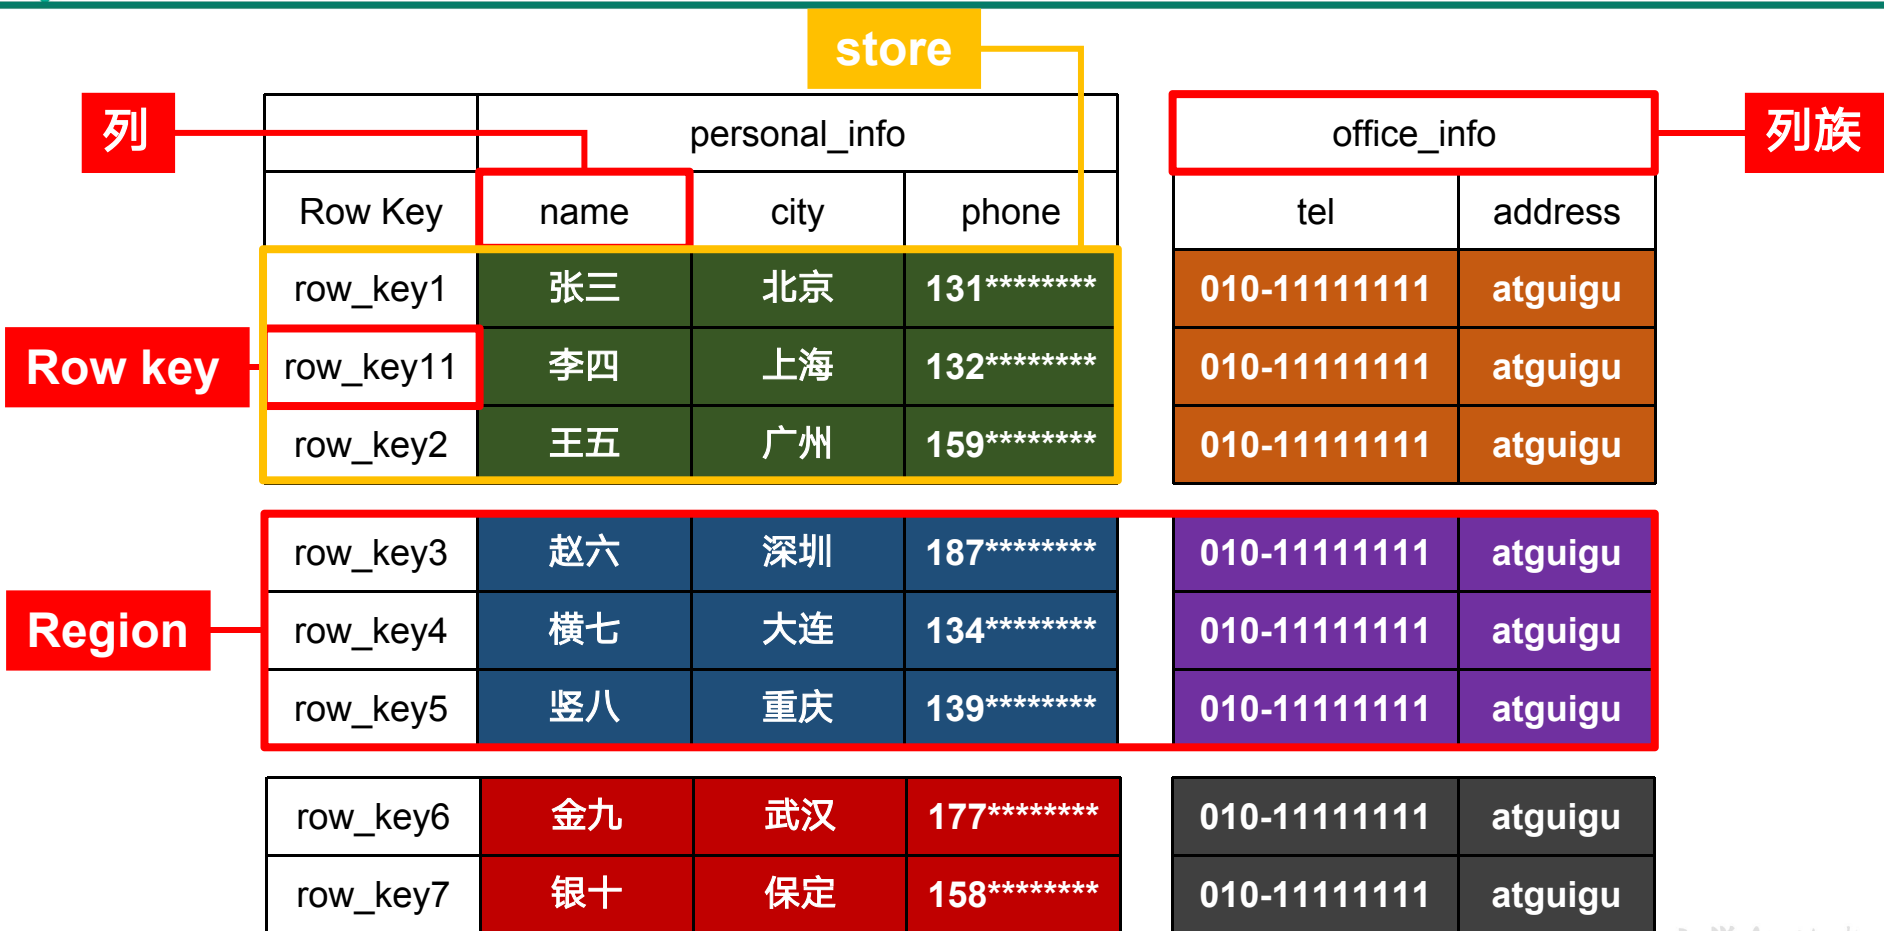 store
列 personal_info office_info 列族
Row Key name city phone tel address
row_key1 张三 北京 131******** 010-11111111 atguigu
Row key row_key11 李四 上海 132******** 010-11111111 atguigu
row_key2 王五 广州 159******** 010-11111111 atguigu
row_key3 赵六 深圳 187******** 010-11111111 atguigu
Region row_key4 横七 大连 134******** 010-11111111 atguigu
row_key5 竖八 重庆 139******** 010-11111111 atguigu
row_key6 金九 武汉 177******** 010-11111111 atguigu
row_key7 银十 保定 158******** 010-11111111 atguigu